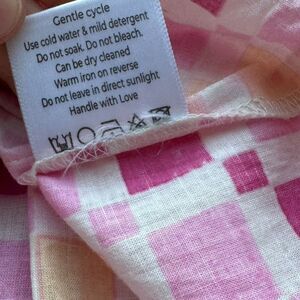 Gentle cycle
Use cold water & mild detergent
Do not soak. Do not bleach.
Can be dry cleaned
Warm iron on reverse
Do not leave in direct sunlight
Handle with Love